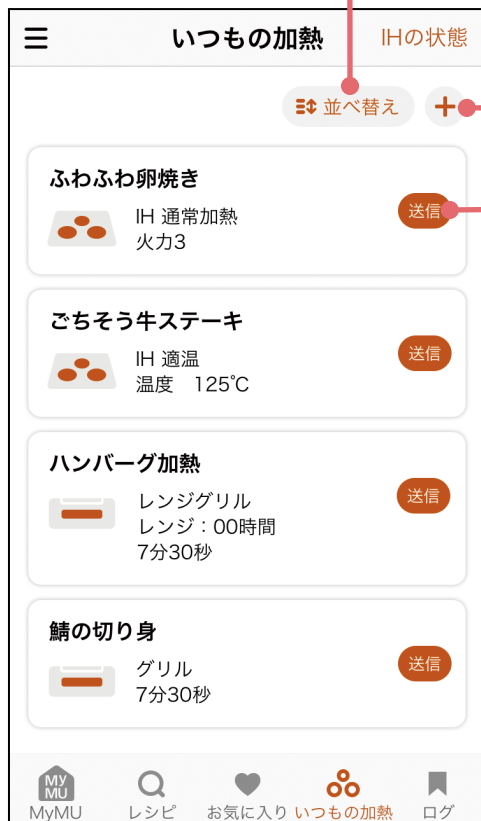 いつもの加熱 IHの状態
並べ替え
ふわふわ卵焼き
IH 通常加熱
火力3
送信
ごちそう牛ステーキ
IH 適温
温度 125℃
送信
ハンバーグ加熱
レンジグリル
レンジ：00時間
7分30秒
送信
鯖の切り身
グリル
7分30秒
送信
My
MU
MyMU レシピ お気に入り いつもの加熱 ログ